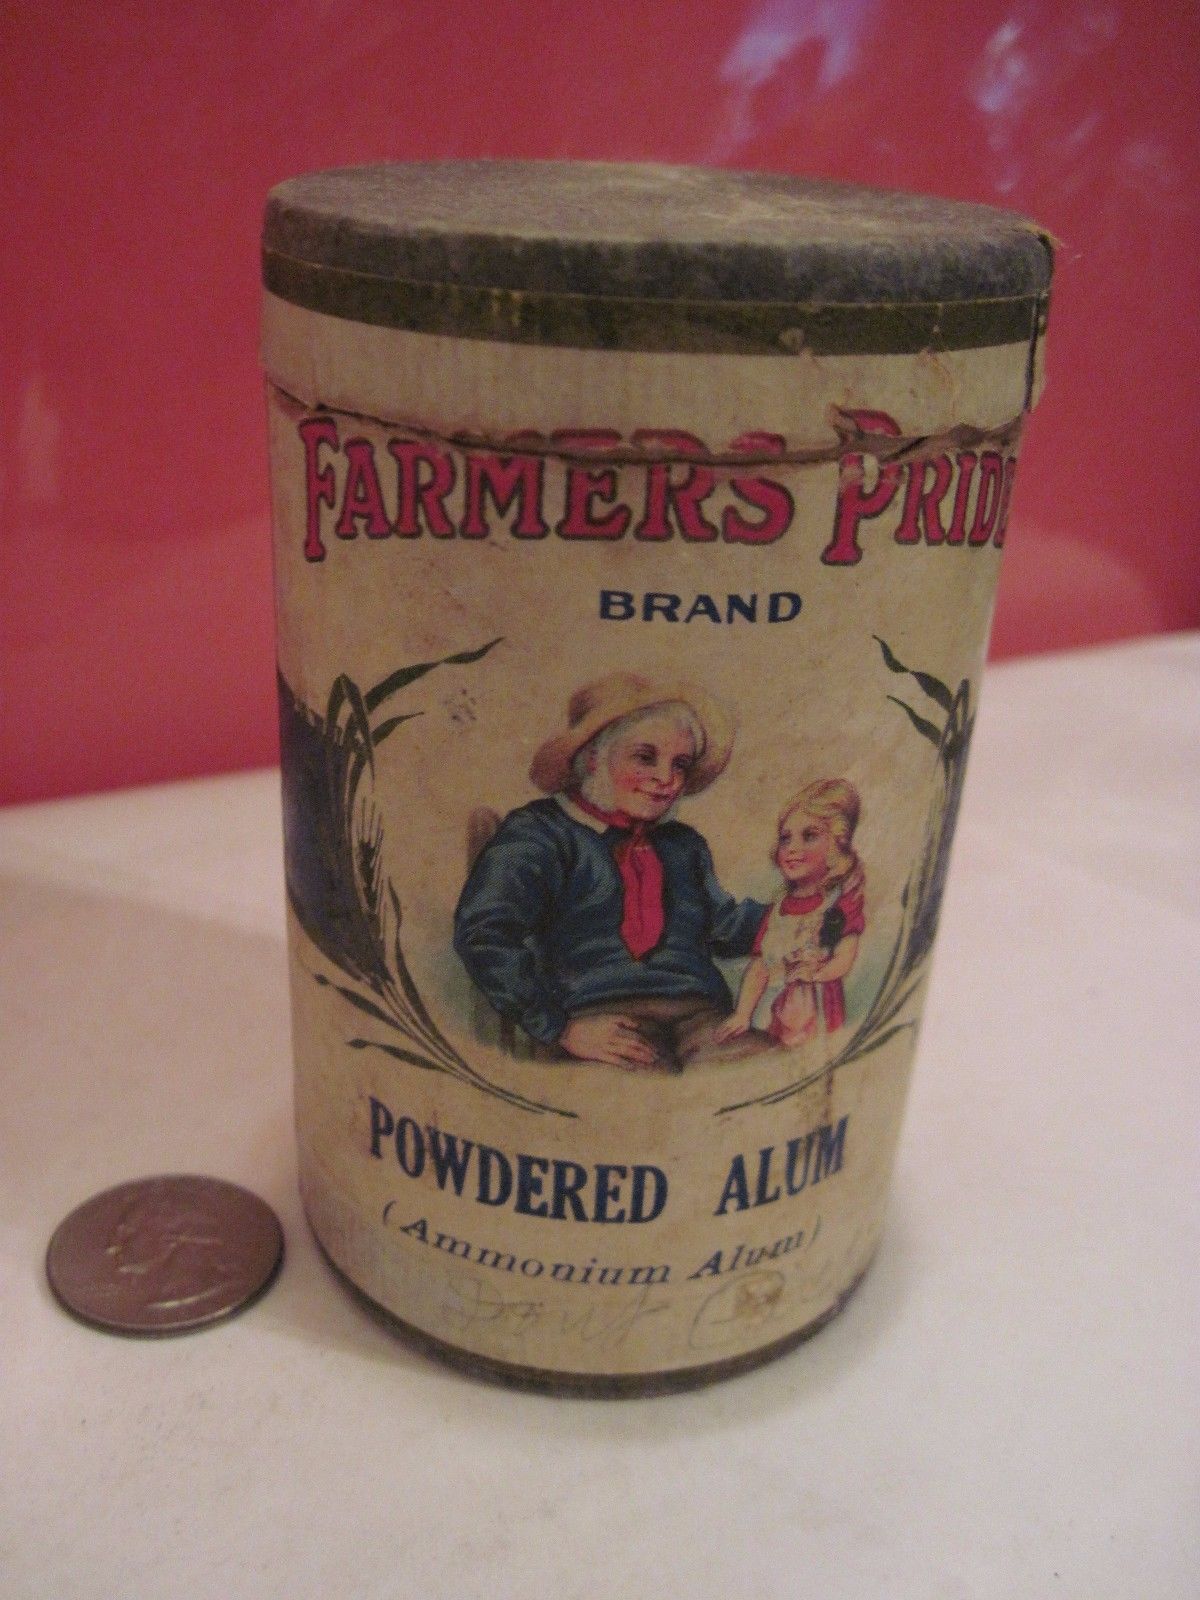 FARMERS PRIDE
BRAND
POWDERED ALUM
(Ammonium Alum)